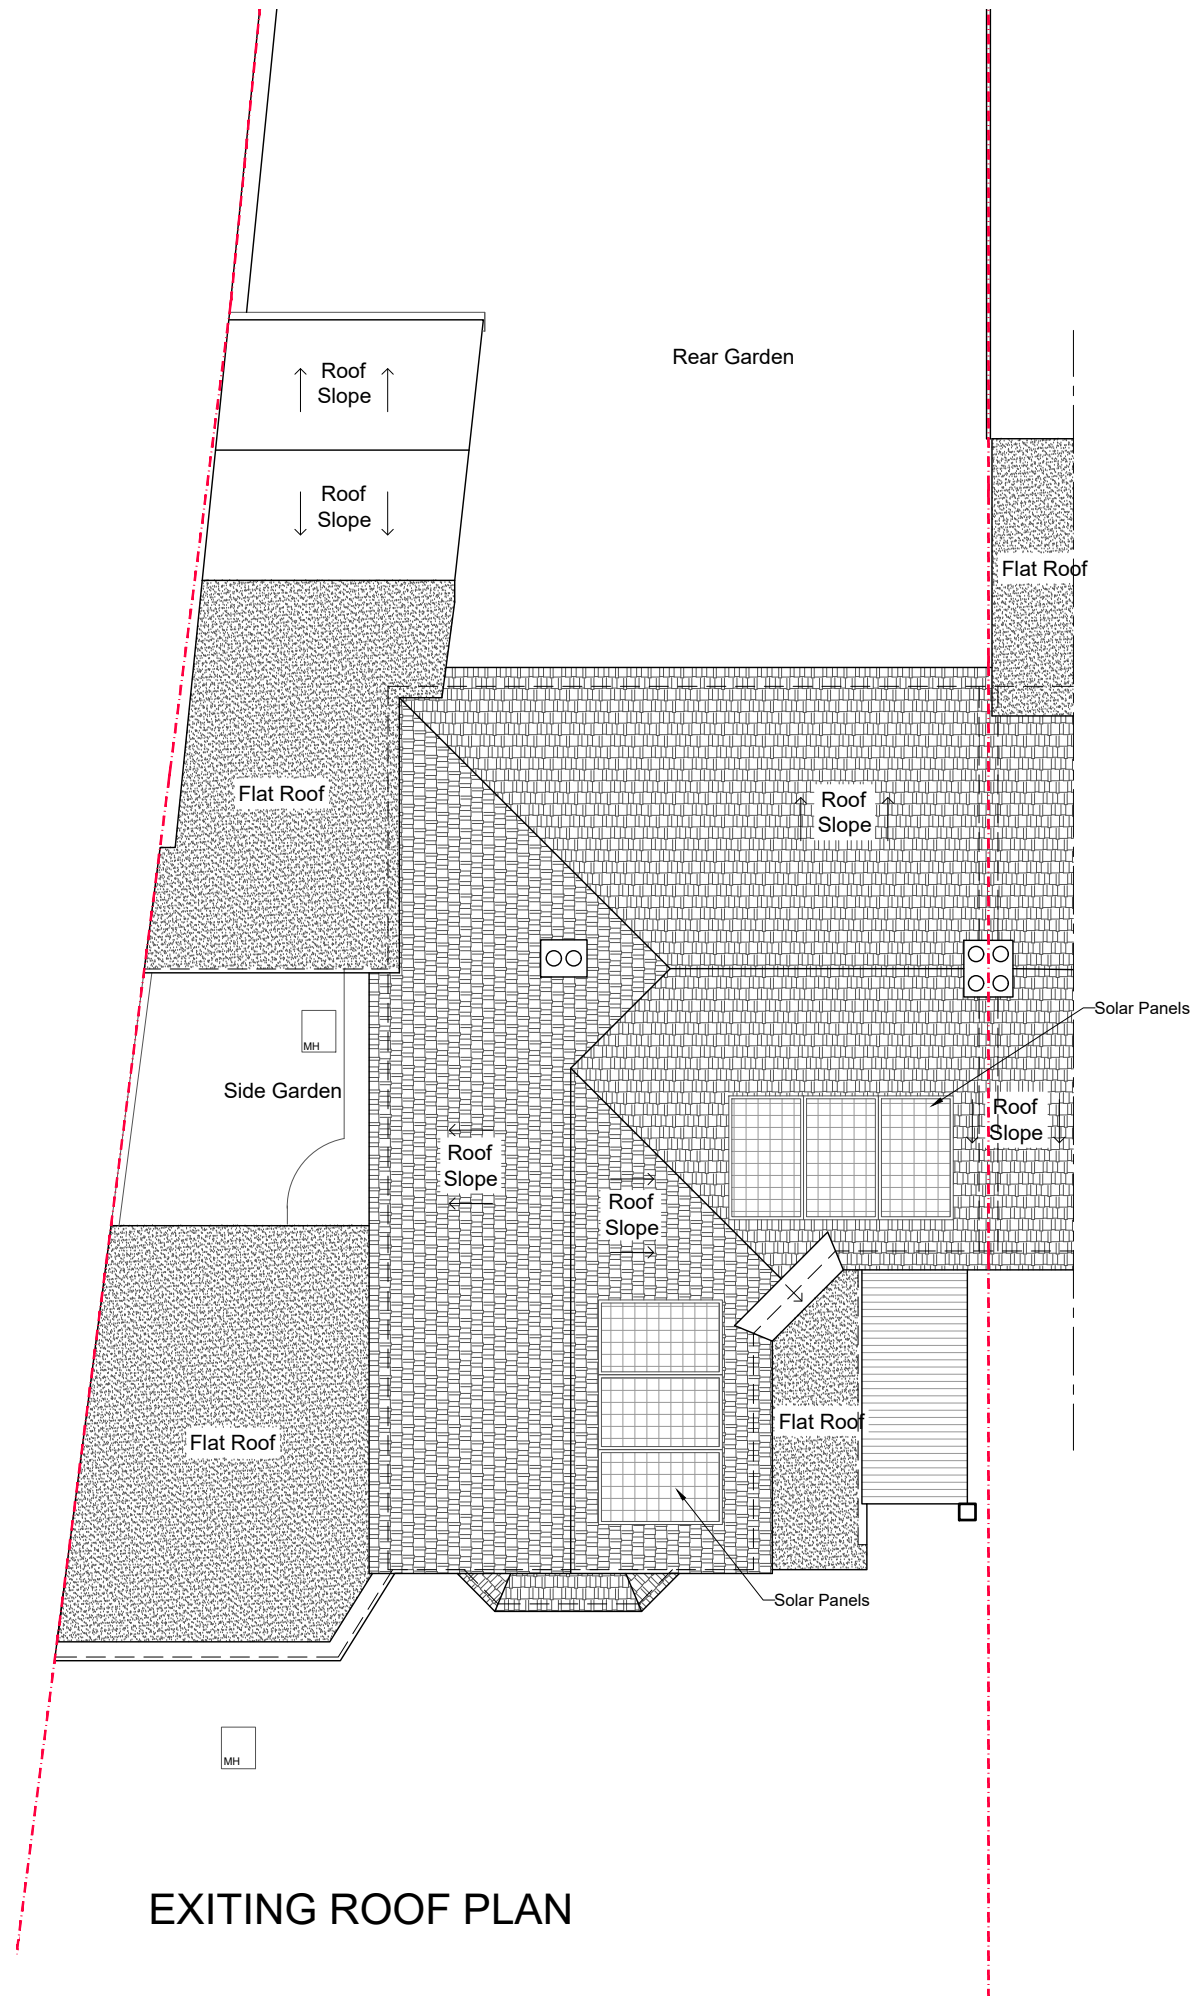 Rear Garden
Roof
Slope
Roof
Slope
Flat Roof
Flat Roof
Roof
Slope
Solar Panels
MH
Side Garden
Roof
Slope
Roof
Slope
Roof
Slope
Flat Roof
Flat Roof
Solar Panels
MH
EXITING ROOF PLAN